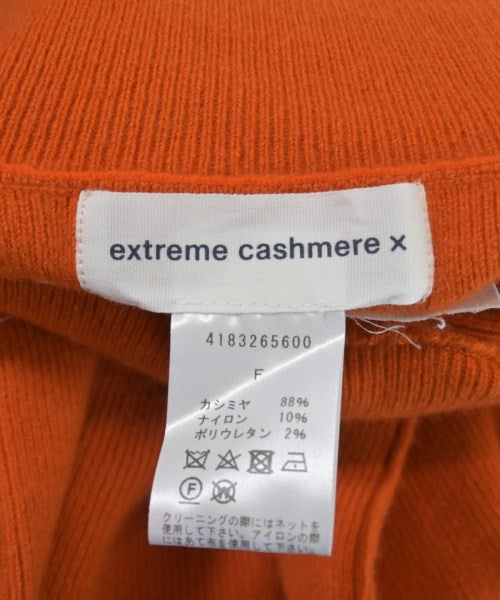 extreme cashmere ×
4183265600
F
カシミヤ 88%
ナイロン 10%
ポリウレタン 2%
F W
クリーニングの際にはネットを
使用して下さい。アイロンの際
にはあて布を使用して下さい。